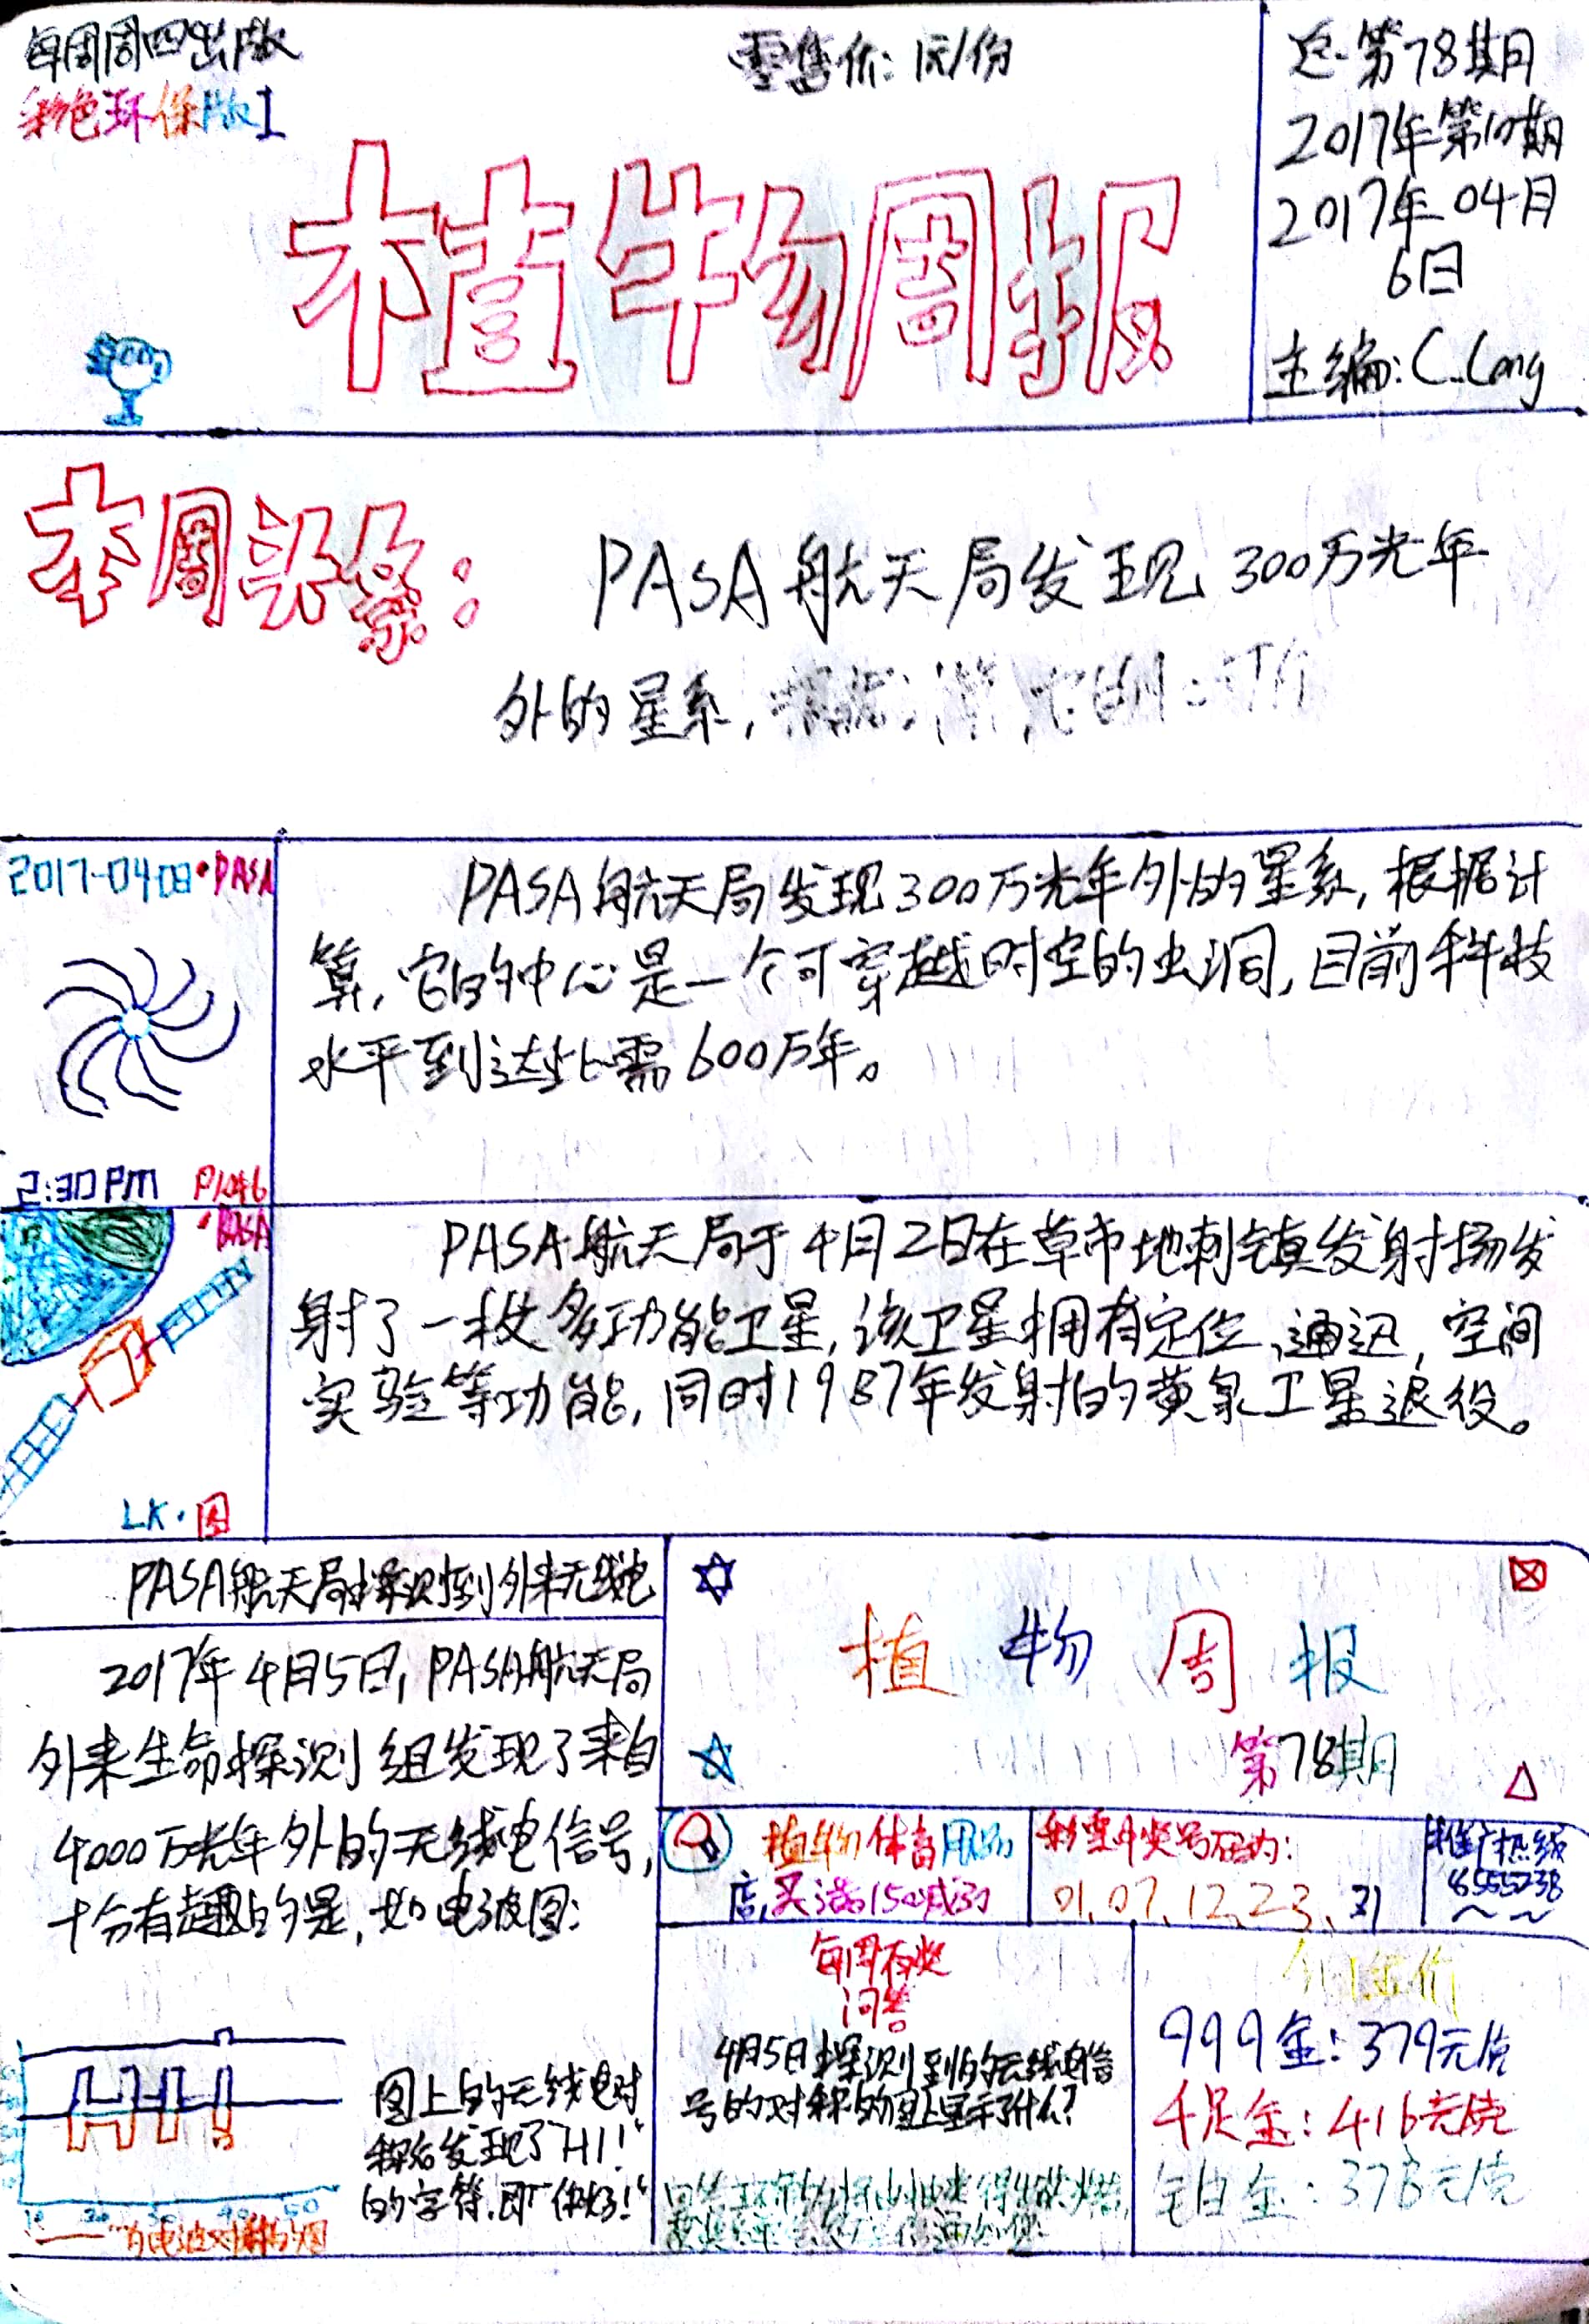 每周周四出版
彩色环保版1
零售价:1元/份
总第78期
2017年第10期
2017年04月
6日
主编:C.Long
植物周报
本周头条:
PASA航天局发现300万光年
外的星系,
2017-04-03·PASA
2:30PM
PASA航天局发现300万光年外的星系,根据计
算,它的中心是一个可穿越时空的虫洞,目前科技
水平到达此需600万年。
·PASA
LK·图
PASA航天局于4月2日在草市地刺镇发射场发
射了一枚多功能卫星,该卫星拥有定位、通迅,空间
实验等功能,同时1987年发射的黄泉卫星退役。
PASA航天局探测到外来无线电
2017年4月5日,PASA航天局
外来生命探测组发现了来自
4000万光年外的无线电信号,
十分有趣的是,如电波图:
图上的无线电对
称后发现了"HI!"
的字符.即"你好!"
10 20 30 40 50
为电波对称的图
植物周报
第78期
植物体育用品
店,买满150减30
彩票中奖号码为:
01、07、12、23、31
推广热线
每周有奖
问答
4月5日探测到的无线电信
号的对称物上显示了什么?
今日金价
999金:379元/克
千足金:416元/克
铂金:378元/克